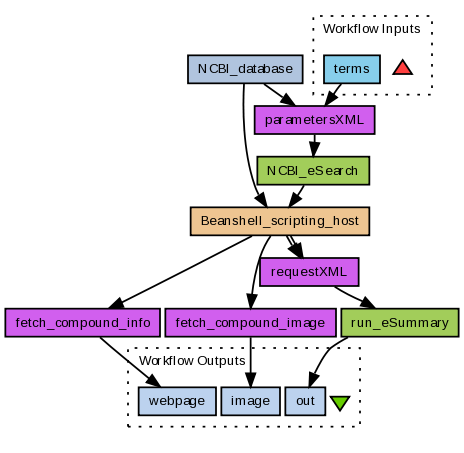 Workflow Inputs
NCBI_database
terms
parametersXML
NCBI_eSearch
Beanshell_scripting_host
requestXML
fetch_compound_info
fetch_compound_image
run_eSummary
Workflow Outputs
webpage
image
out